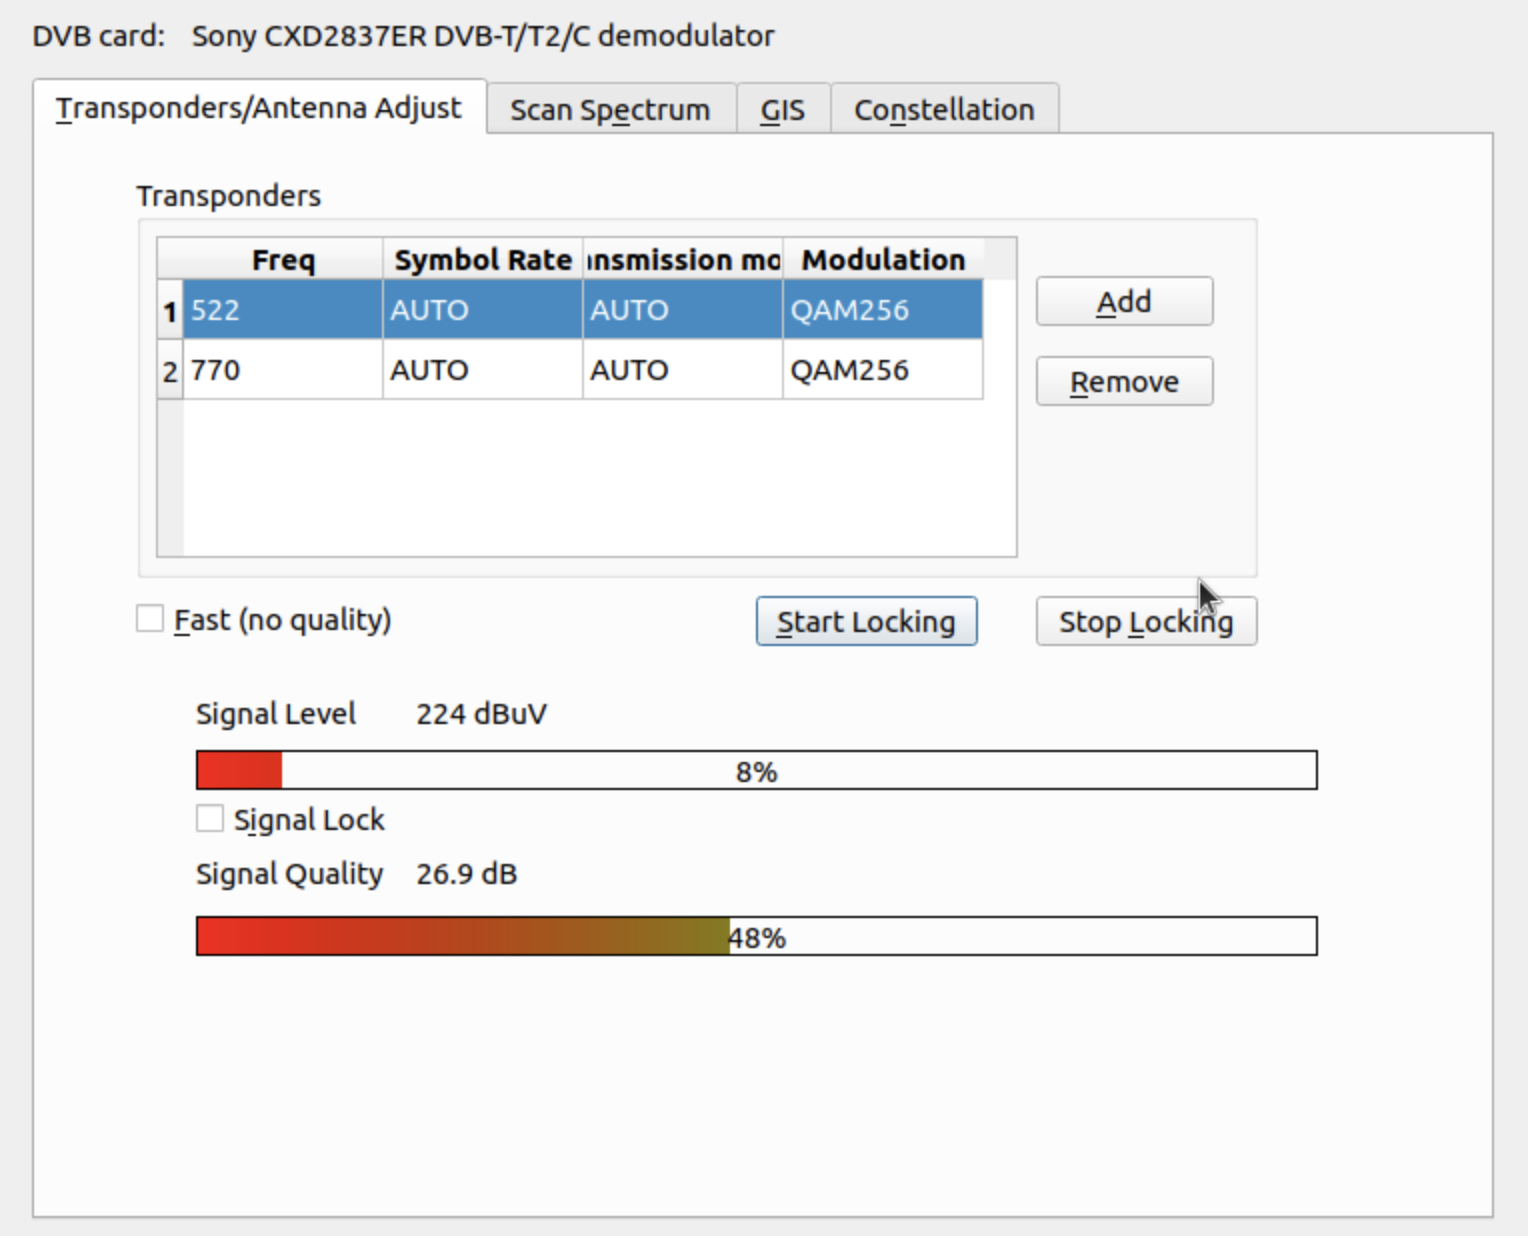 DVB card: Sony CXD2837ER DVB-T/T2/C demodulator
Transponders/Antenna Adjust Scan Spectrum GIS Constellation
Transponders
Freq Symbol Rate nsmission mo Modulation
1 522 AUTO AUTO QAM256
2 770 AUTO AUTO QAM256
Add
Remove
Fast (no quality) Start Locking Stop Locking
Signal Level 224 dBuV
8%
Signal Lock
Signal Quality 26.9 dB
48%